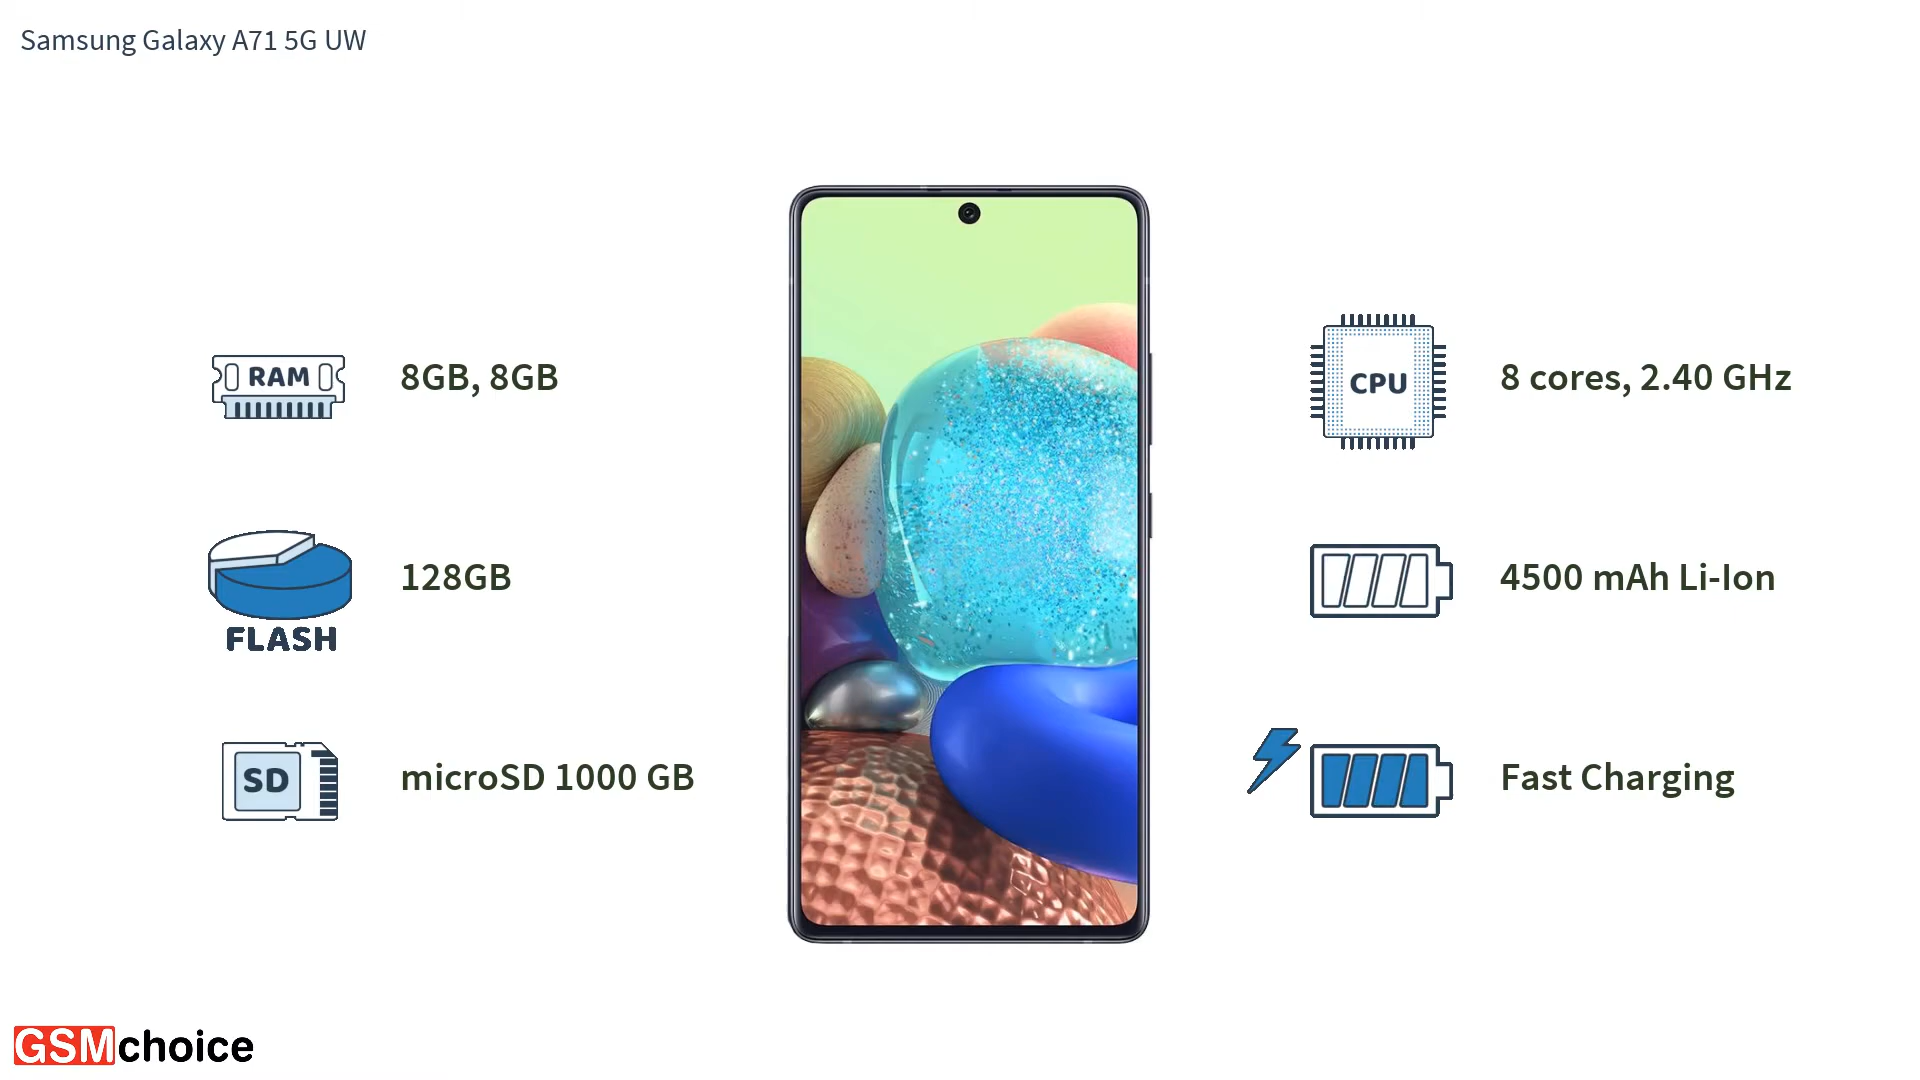 Samsung Galaxy A71 5G UW
RAM
8GB, 8GB
FLASH
128GB
SD
microSD 1000 GB
CPU
8 cores, 2.40 GHz
4500 mAh Li-Ion
Fast Charging
GSMchoice